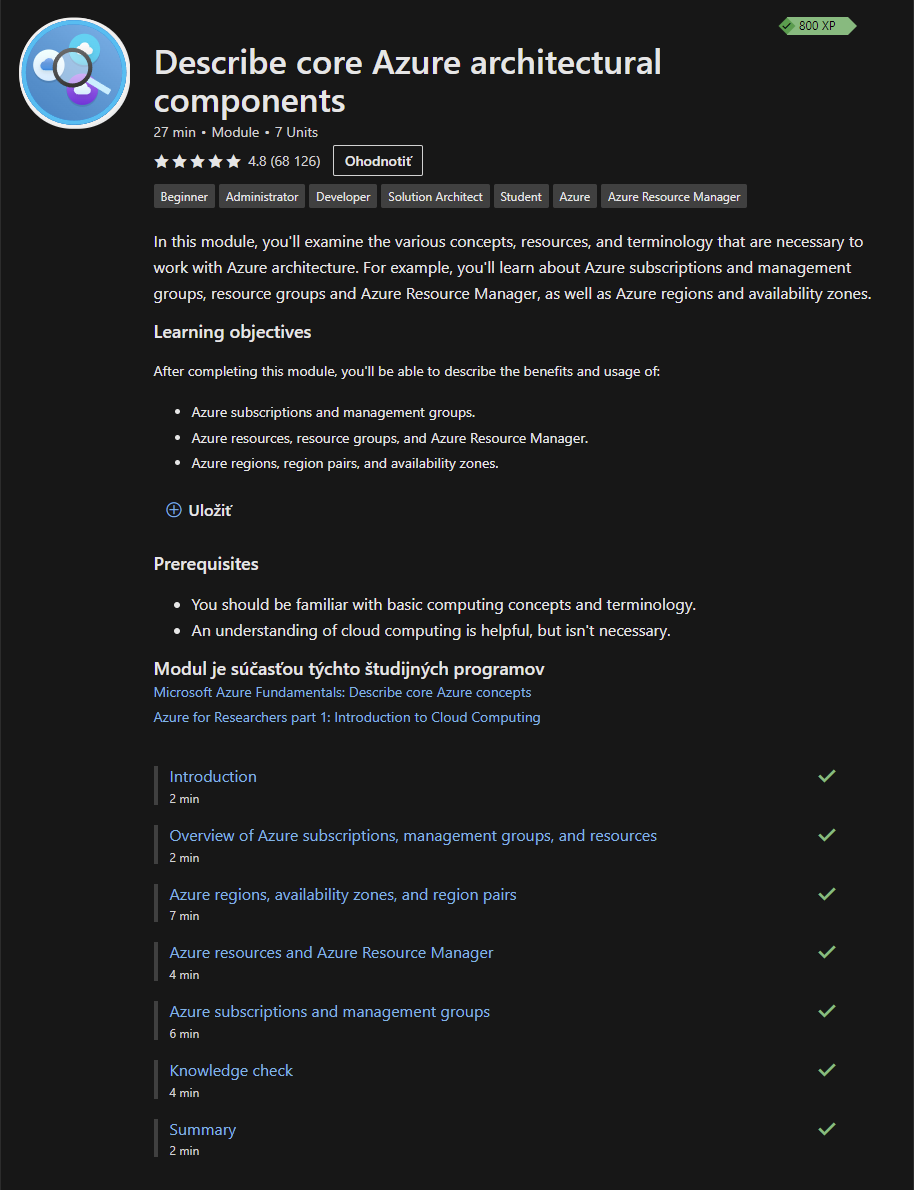 800 XP
Describe core Azure architectural
components
27 min • Module • 7 Units
4.8 (68 126) Ohodnotiť
Beginner Administrator Developer Solution Architect Student Azure Azure Resource Manager
In this module, you'll examine the various concepts, resources, and terminology that are necessary to
work with Azure architecture. For example, you'll learn about Azure subscriptions and management
groups, resource groups and Azure Resource Manager, as well as Azure regions and availability zones.
Learning objectives
After completing this module, you'll be able to describe the benefits and usage of:
• Azure subscriptions and management groups.
• Azure resources, resource groups, and Azure Resource Manager.
• Azure regions, region pairs, and availability zones.
Uložiť
Prerequisites
• You should be familiar with basic computing concepts and terminology.
• An understanding of cloud computing is helpful, but isn't necessary.
Modul je súčasťou týchto študijných programov
Microsoft Azure Fundamentals: Describe core Azure concepts
Azure for Researchers part 1: Introduction to Cloud Computing
Introduction
2 min
Overview of Azure subscriptions, management groups, and resources
2 min
Azure regions, availability zones, and region pairs
7 min
Azure resources and Azure Resource Manager
4 min
Azure subscriptions and management groups
6 min
Knowledge check
4 min
Summary
2 min